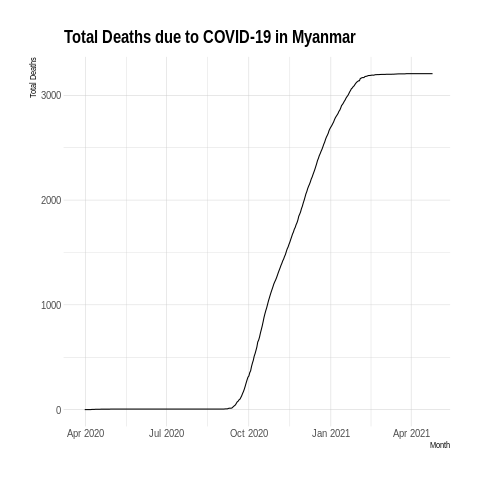 Total Deaths due to COVID-19 in Myanmar
Total Deaths
3000
2000
1000
0
Apr 2020 Jul 2020 Oct 2020 Jan 2021 Apr 2021
Month